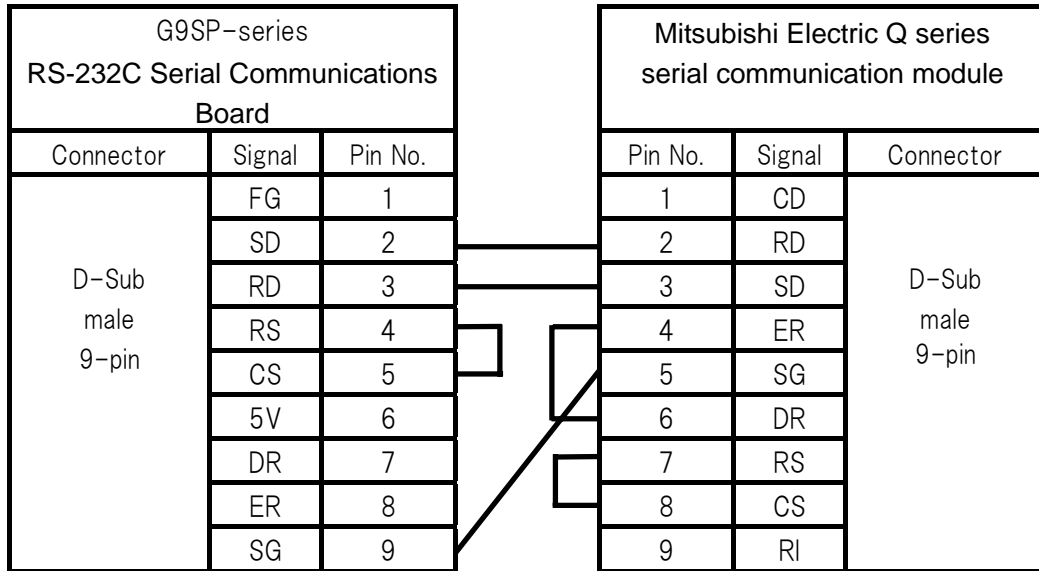 G9SP-series
RS-232C Serial Communications
Board
Connector Signal Pin No.
D-Sub
male
9-pin
FG 1
SD 2
RD 3
RS 4
CS 5
5V 6
DR 7
ER 8
SG 9
Mitsubishi Electric Q series
serial communication module
Pin No. Signal Connector
1 CD
2 RD
3 SD
4 ER
5 SG
6 DR
7 RS
8 CS
9 RI
D-Sub
male
9-pin